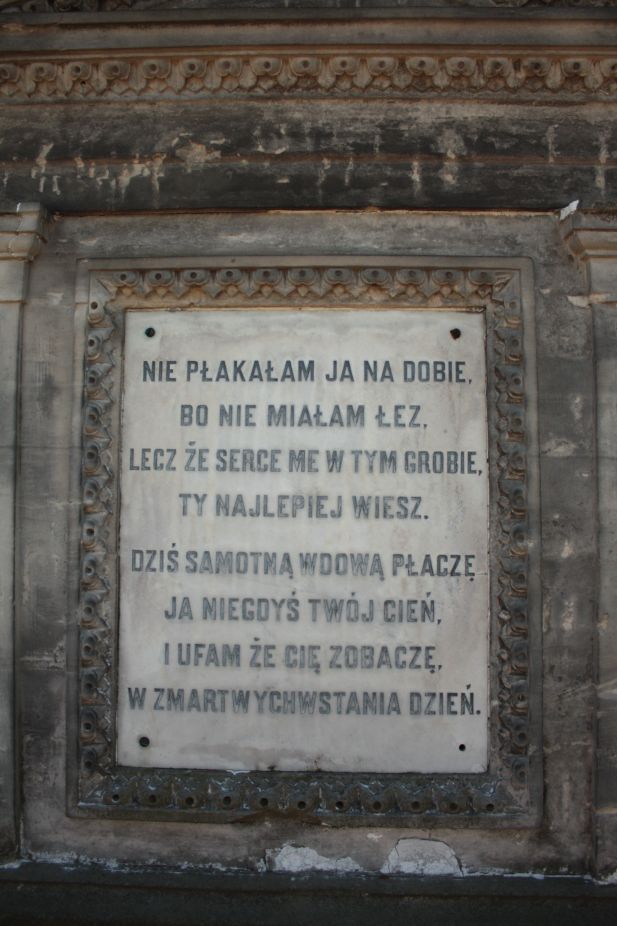 NIE PŁAKAŁAM JA NA DOBIE,
BO NIE MIAŁAM ŁEZ,
LECZ ŻE SERCE ME W TYM GROBIE,
TY NAJLEPIEJ WIESZ.
DZIŚ SAMOTNĄ WDOWĄ PŁACZĘ
JA NIEGDYŚ TWÓJ CIEŃ,
I UFAM ŻE CIĘ ZOBACZĘ,
W ZMARTWYCHWSTANIA DZIEŃ.